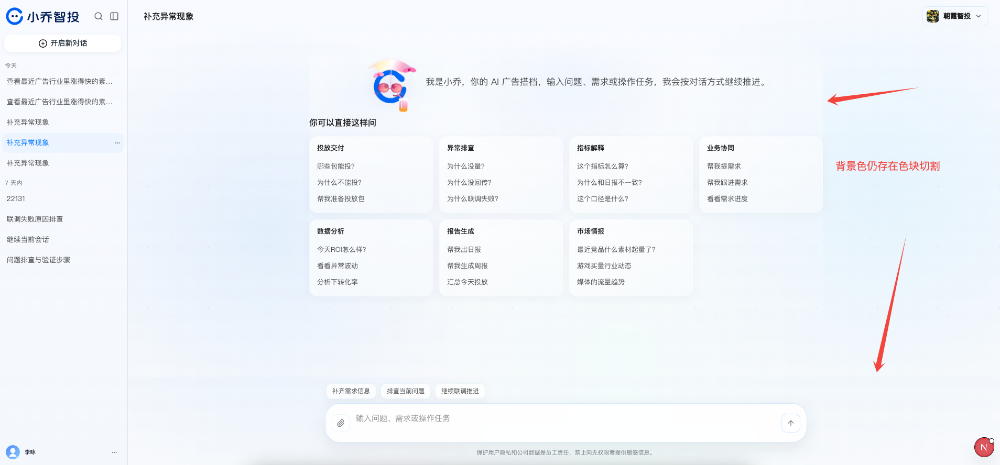 小乔智投
开启新对话
今天
查看最近广告行业里涨得快的素...
查看最近广告行业里涨得快的素...
补充异常现象
补充异常现象
补充异常现象
7 天内
22131
联调失败原因排查
继续当前会话
问题排查与验证步骤
李咏
补充异常现象
朝霞智投
我是小乔，你的 AI 广告搭档，输入问题、需求或操作任务，我会按对话方式继续推进。
你可以直接这样问
投放交付
哪些包能投?
为什么不能投?
帮我准备投放包
异常排查
为什么没量?
为什么没回传?
为什么联调失败?
指标解释
这个指标怎么算?
为什么和日报不一致?
这个口径是什么?
业务协同
帮我提需求
帮我跟进需求
看看需求进度
数据分析
今天ROI怎么样?
看看异常波动
分析下转化率
报告生成
帮我出日报
帮我生成周报
汇总今天投放
市场情报
最近竞品什么素材起量了?
游戏买量行业动态
媒体的流量趋势
背景色仍存在色块切割
补齐需求信息
排查当前问题
继续联调推进
输入问题、需求或操作任务
保护用户隐私和公司数据是员工责任，禁止向无权限者提供敏感信息。
N